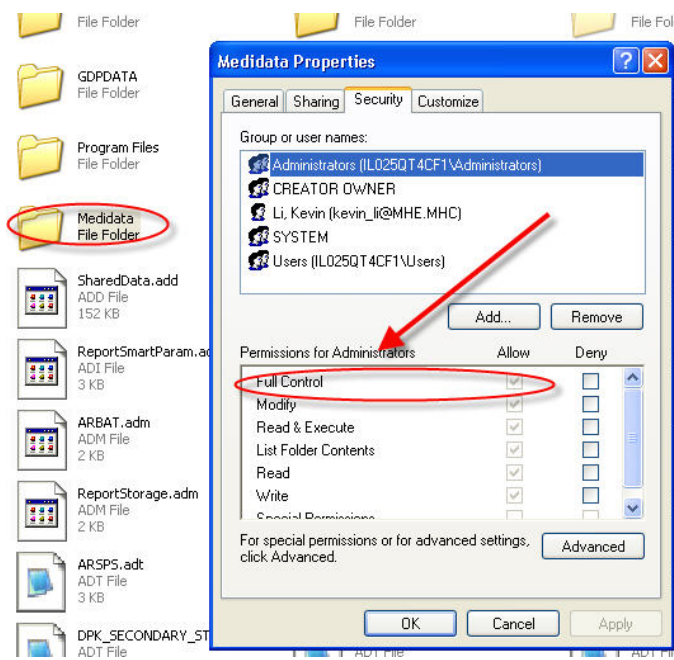 File Folder
File Folder
File Fol
GDPDATA
File Folder
Program Files
File Folder
Medidata
File Folder
SharedData.add
ADD File
152 KB
ReportSmartParam.ad
ADI File
3 KB
ARBAT.adm
ADM File
2 KB
ReportStorage.adm
ADM File
2 KB
ARSPS.adt
ADT File
3 KB
DPK_SECONDARY_ST
ADT File
Medidata Properties
General Sharing Security Customize
Group or user names:
Administrators (IL025QT4CF1\Administrators)
CREATOR OWNER
Li, Kevin (kevin_li@MHE.MHC)
SYSTEM
Users (IL025QT4CF1\Users)
Add... Remove
Permissions for Administrators Allow Deny
Full Control
Modify
Read & Execute
List Folder Contents
Read
Write
Special Permissions
For special permissions or for advanced settings,
click Advanced.
Advanced
OK Cancel Apply
ADT File
ADT Fil